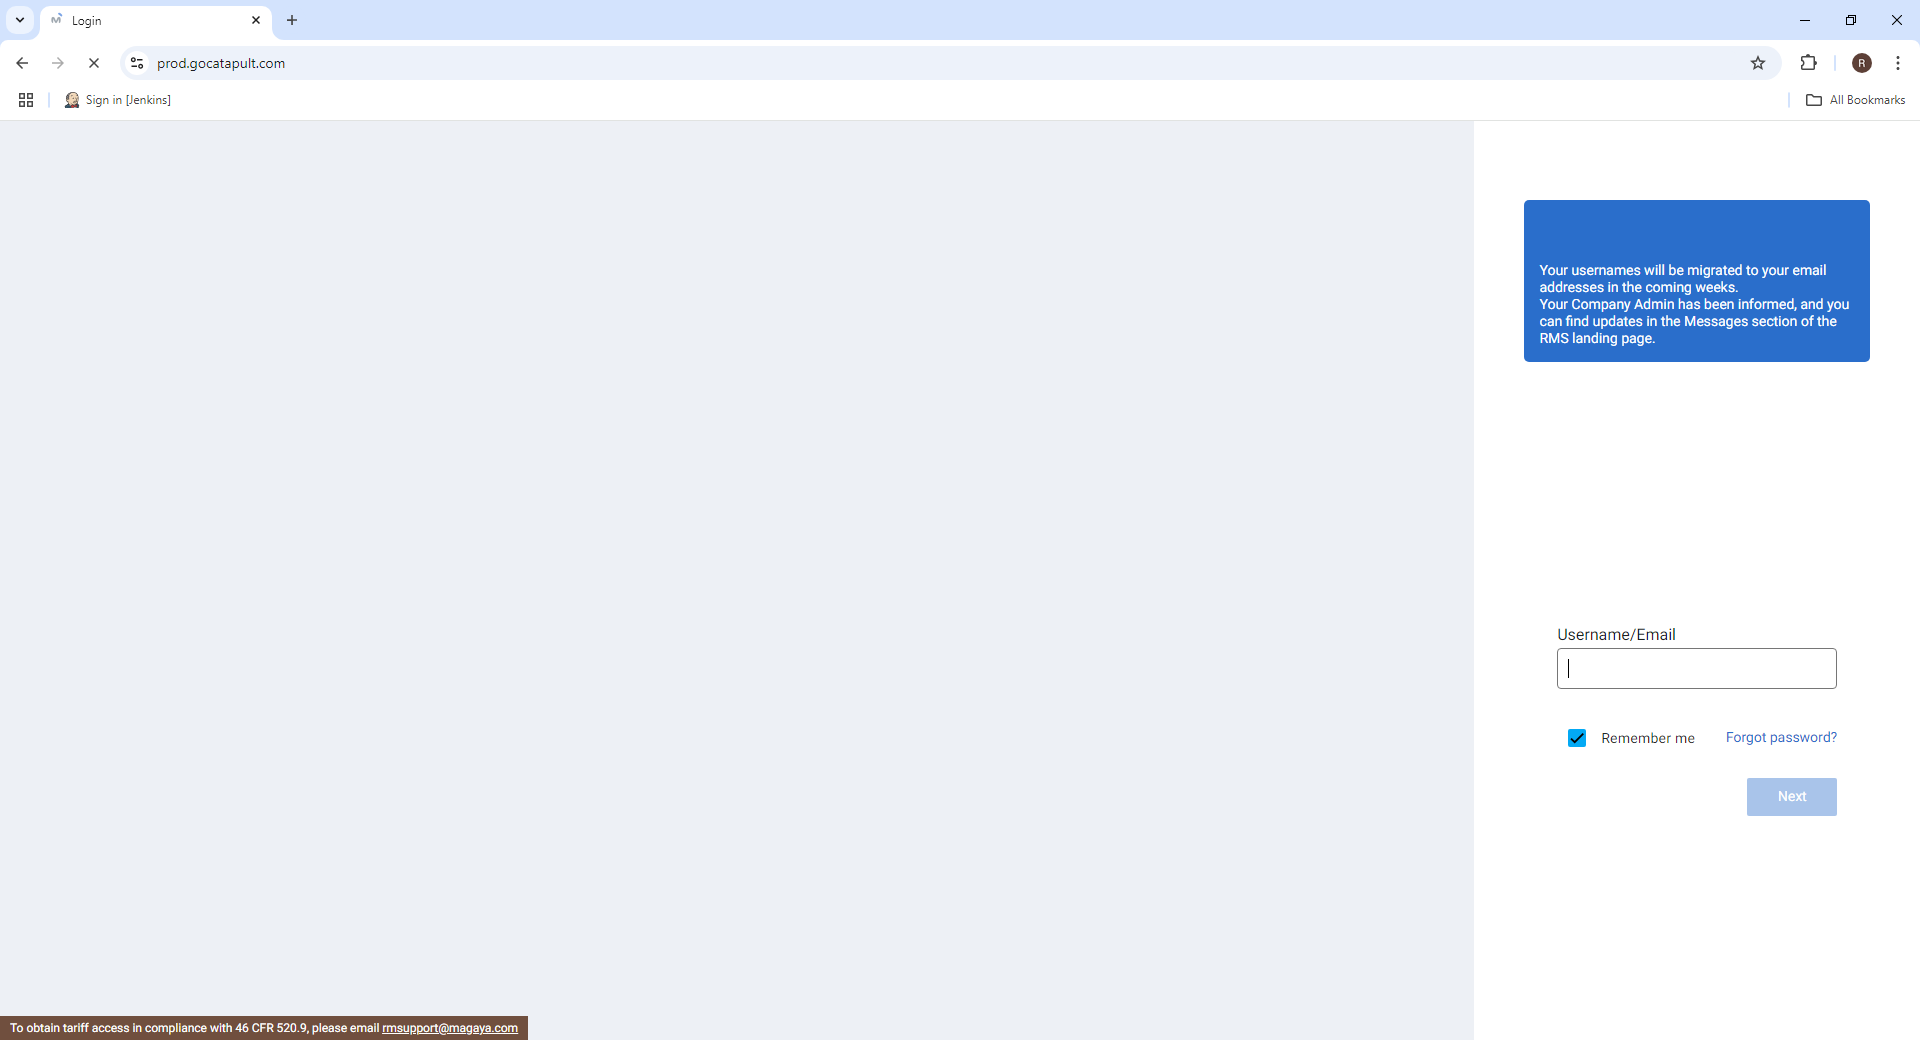 Login
prod.gocatapult.com
R
Sign in [Jenkins]
All Bookmarks
Your usernames will be migrated to your email
addresses in the coming weeks.
Your Company Admin has been informed, and you
can find updates in the Messages section of the
RMS landing page.
Username/Email
Remember me
Forgot password?
Next
To obtain tariff access in compliance with 46 CFR 520.9, please email rmsupport@magaya.com